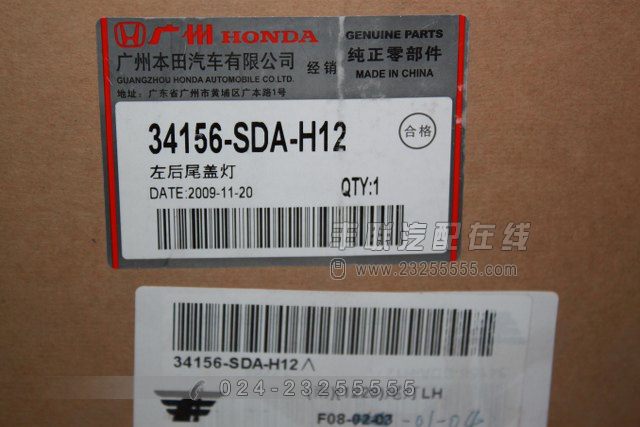 广州 HONDA
广州本田汽车有限公司 经销
GUANGZHOU HONDA AUTOMOBILE CO.LTD.
地址：广东省广州市黄埔区广本路1号
GENUINE PARTS
纯正零部件
MADE IN CHINA
34156-SDA-H12
合格
左后尾盖灯
DATE:2009-11-20 QTY:1
丰联汽配在线
www.23255555.com
34156-SDA-H12
024-23255555
LH
F08-02-03 -01-04